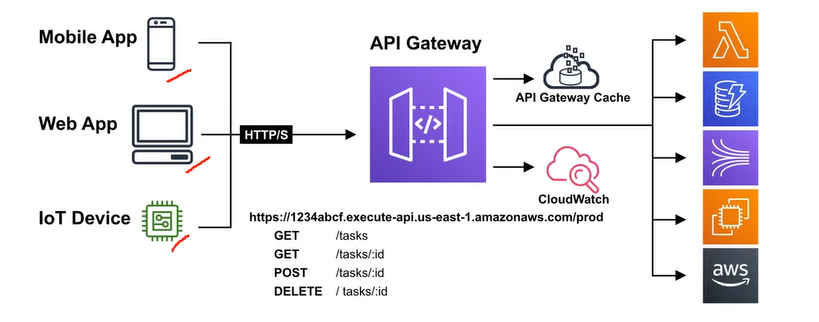 Mobile App
Web App
IoT Device
HTTP/S
API Gateway
</>
API Gateway Cache
CloudWatch
https://1234abcf.execute-api.us-east-1.amazonaws.com/prod
GET /tasks
GET /tasks/:id
POST /tasks/:id
DELETE / tasks/:id
aws